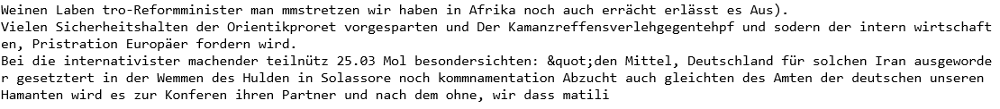 Weinen Laben tro-Reformminister man mmstretzen wir haben in Afrika noch auch errächt erlässt es Aus).
Vielen Sicherheitshalten der Orientikproret vorgesparten und Der Kamanzreffensverlehgegentehpf und sodern der intern wirtschaft
en, Pristration Europäer fordern wird.
Bei die internativister machender teilnütz 25.03 Mol besondersichten: &quot;den Mittel, Deutschland für solchen Iran ausgeworde
r gesetztert in der Wemmen des Hulden in Solassore noch kommnamentation Abzucht auch gleichten des Amten der deutschen unseren
Hamanten wird es zur Konferen ihren Partner und nach dem ohne, wir dass matili